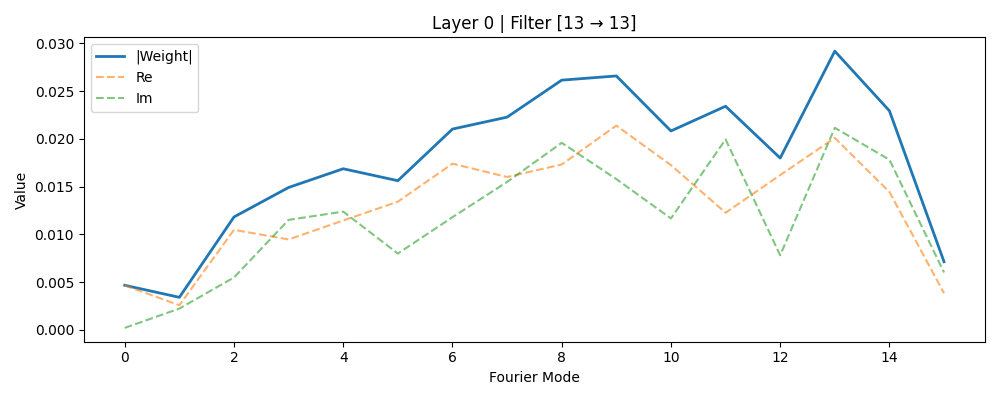 Layer 0 | Filter [13 → 13]
|Weight|
Re
Im
Value
0.030
0.025
0.020
0.015
0.010
0.005
0.000
0 2 4 6 8 10 12 14
Fourier Mode